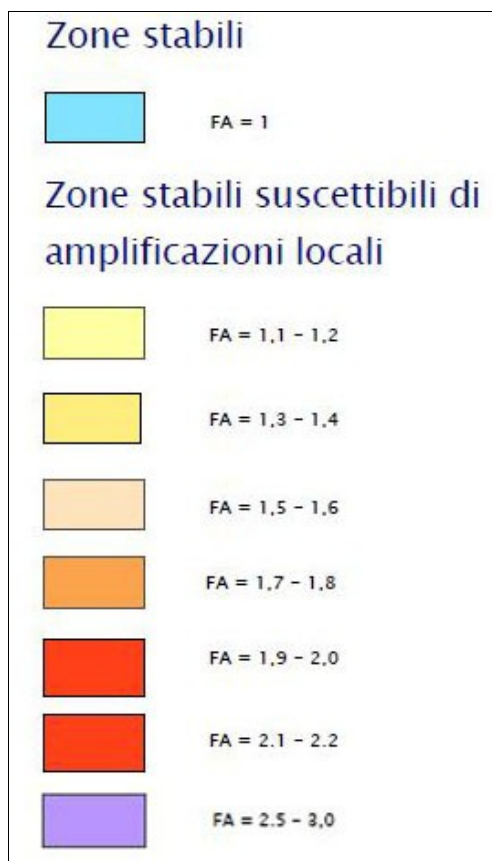 Zone stabili
FA = 1
Zone stabili suscettibili di
amplificazioni locali
FA = 1,1 – 1,2
FA = 1,3 – 1,4
FA = 1,5 – 1,6
FA = 1,7 – 1,8
FA = 1,9 – 2,0
FA = 2.1 – 2.2
FA = 2.5 – 3,0